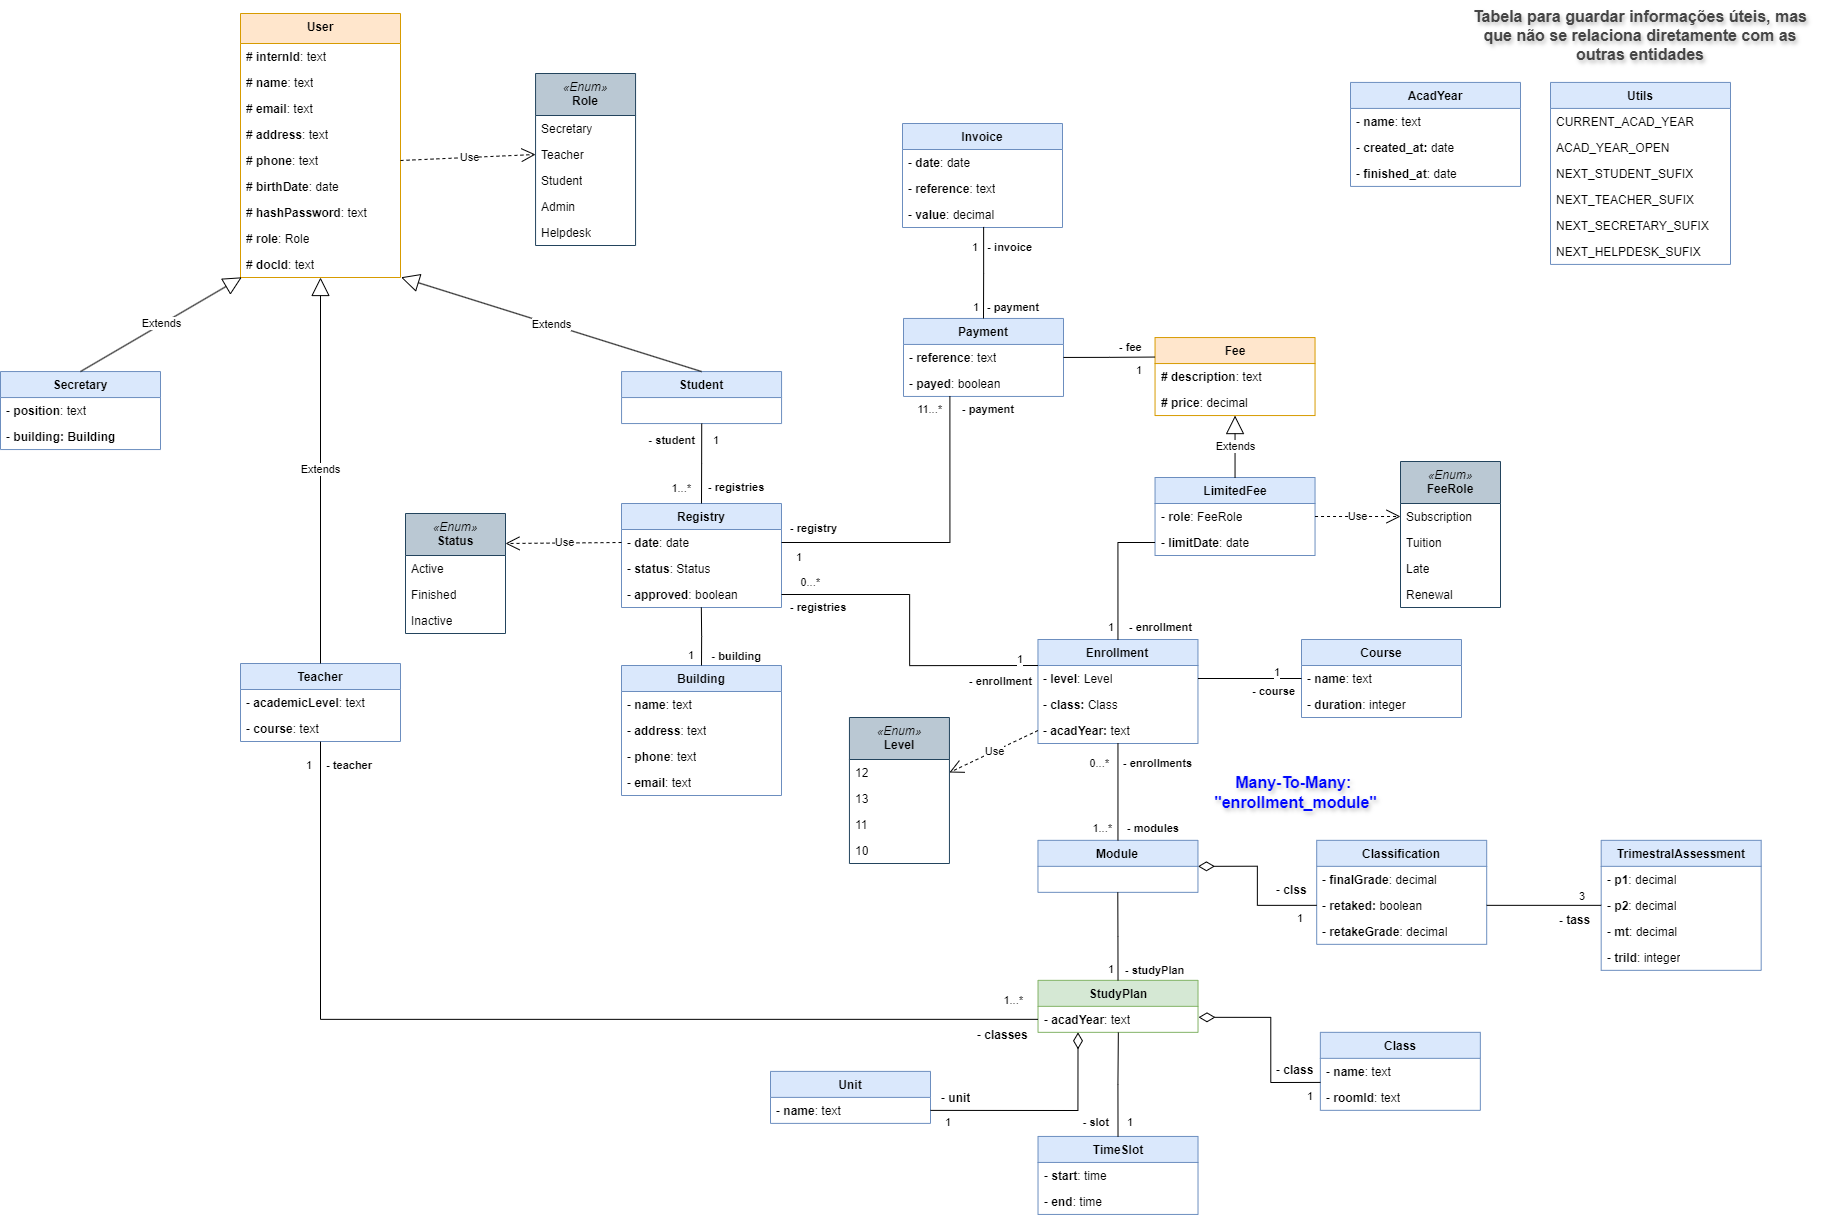 User
# internId: text
# name: text
# email: text
# address: text
# phone: text
# birthDate: date
# hashPassword: text
# role: Role
# docId: text
Use
«Enum»
Role
Secretary
Teacher
Student
Admin
Helpdesk
Tabela para guardar informações úteis, mas
que não se relaciona diretamente com as
outras entidades
AcadYear
- name: text
- created_at: date
- finished_at: date
Utils
CURRENT_ACAD_YEAR
ACAD_YEAR_OPEN
NEXT_STUDENT_SUFIX
NEXT_TEACHER_SUFIX
NEXT_SECRETARY_SUFIX
NEXT_HELPDESK_SUFIX
Invoice
- date: date
- reference: text
- value: decimal
1 - invoice
1 - payment
Payment
- reference: text
- payed: boolean
- fee
1
11...* - payment
Fee
# description: text
# price: decimal
Extends
Extends
Extends
Extends
Secretary
- position: text
- building: Building
Student
- student 1
1...* - registries
Registry
- date: date
- status: Status
- approved: boolean
- registry
1
0...*
- registries
Use
«Enum»
Status
Active
Finished
Inactive
1 - building
Building
- name: text
- address: text
- phone: text
- email: text
LimitedFee
- role: FeeRole
- limitDate: date
Use
«Enum»
FeeRole
Subscription
Tuition
Late
Renewal
1 - enrollment
1
- enrollment
Enrollment
- level: Level
- class: Class
- acadYear: text
1
- course
Course
- name: text
- duration: integer
Use
«Enum»
Level
12
13
11
10
Teacher
- academicLevel: text
- course: text
1 - teacher
0...* - enrollments
Many-To-Many:
"enrollment_module"
1...* - modules
Module
- clss
1
Classification
- finalGrade: decimal
- retaked: boolean
- retakeGrade: decimal
3
- tass
TrimestralAssessment
- p1: decimal
- p2: decimal
- mt: decimal
- triId: integer
1 - studyPlan
1...*
- classes
StudyPlan
- acadYear: text
- class
1
Class
- name: text
- roomId: text
Unit
- name: text
- unit
1
- slot 1
TimeSlot
- start: time
- end: time